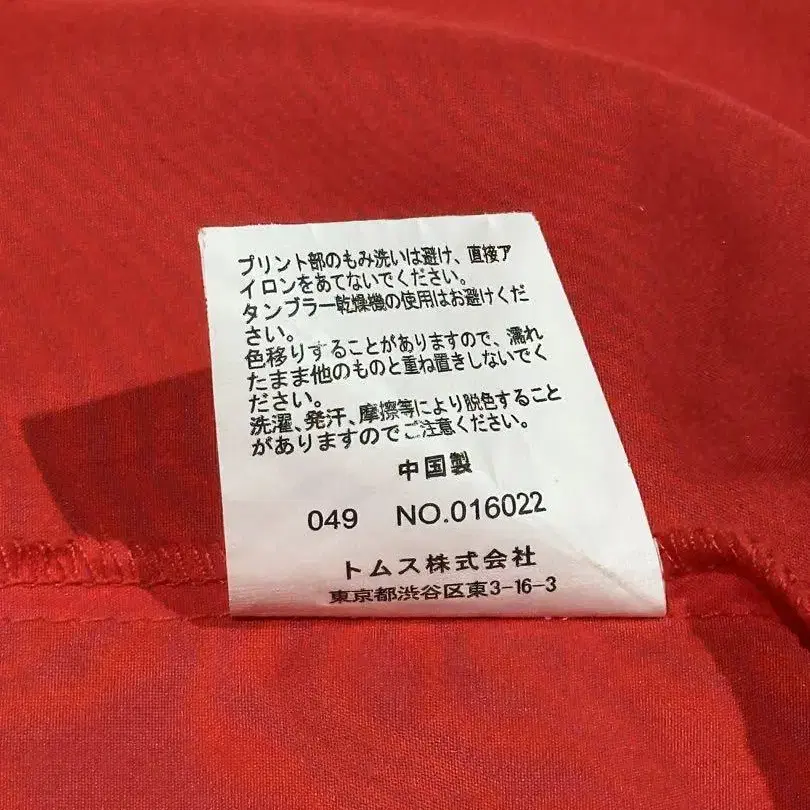 プリント部のもみ洗いは避け、直接ア
イロンをあてないでください。
タンブラー乾燥機の使用はお避けくだ
さい。
色移りすることがありますので、濡れ
たまま他のものと重ね置きしないでく
ださい。
洗濯、発汗、摩擦等により脱色すること
がありますのでご注意ください。
中国製
049 NO.016022
トムス株式会社
東京都渋谷区東3-16-3